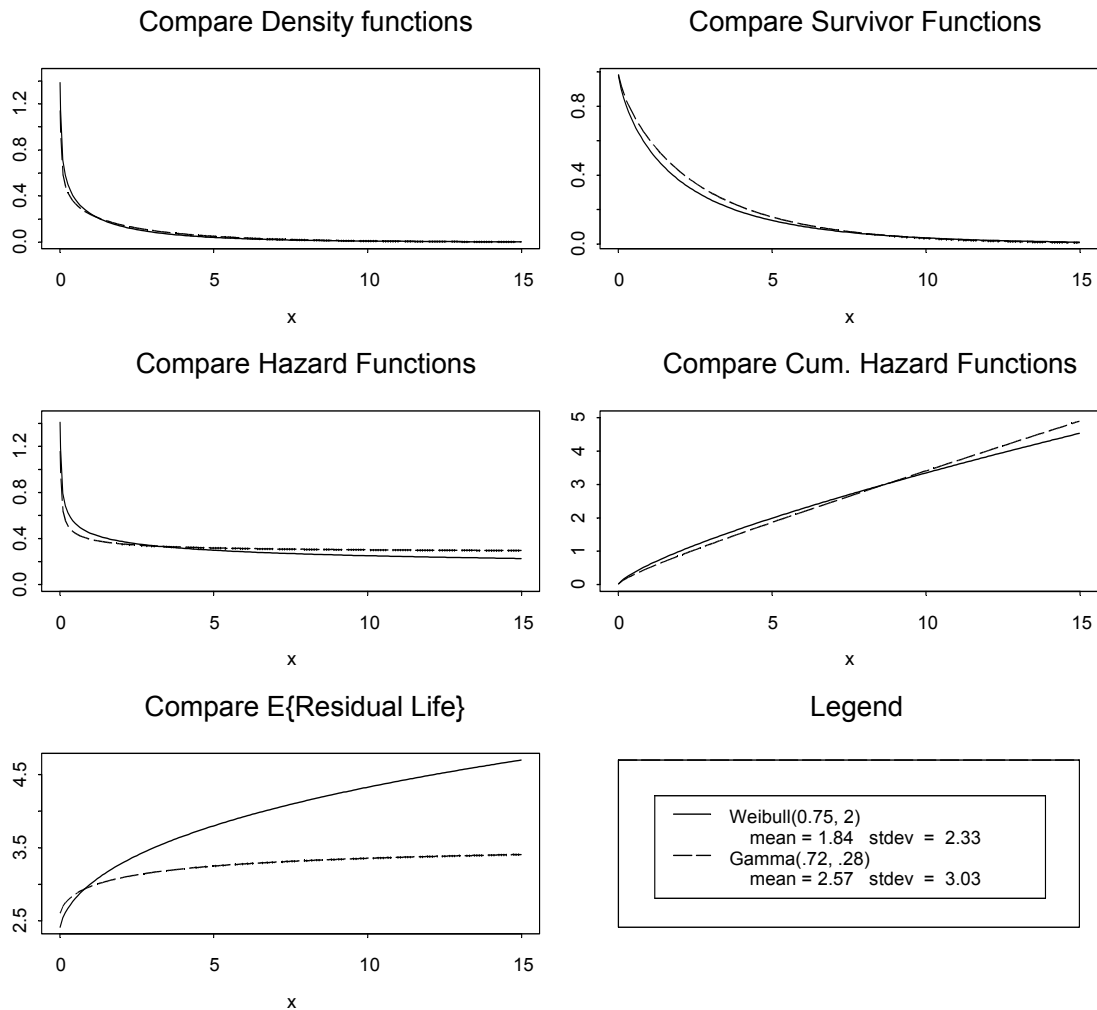 Compare Density functions
0.0 0.4 0.8 1.2
0 5 10 15
x
Compare Survivor Functions
0.0 0.4 0.8
0 5 10 15
x
Compare Hazard Functions
0.0 0.4 0.8 1.2
0 5 10 15
x
Compare Cum. Hazard Functions
0 1 2 3 4 5
0 5 10 15
x
Compare E{Residual Life}
2.5 3.5 4.5
0 5 10 15
x
Legend
Weibull(0.75, 2)
mean = 1.84 stdev = 2.33
Gamma(.72, .28)
mean = 2.57 stdev = 3.03